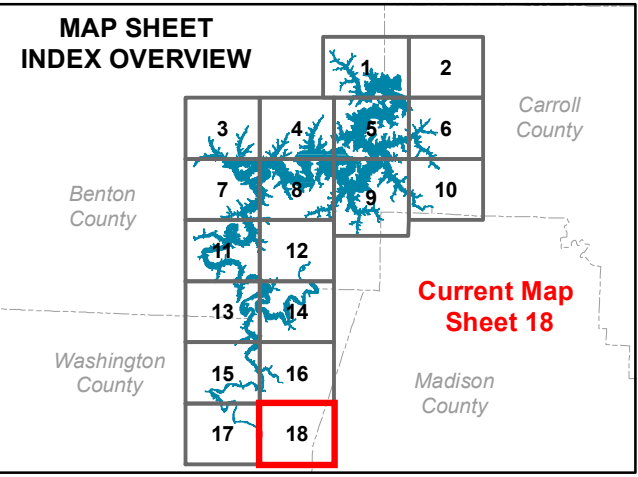 MAP SHEET
INDEX OVERVIEW
1
2
Carroll
County
3
4
5
6
Benton
County
7
8
9
10
11
12
Current Map
Sheet 18
13
14
Washington
County
15
16
Madison
County
17
18